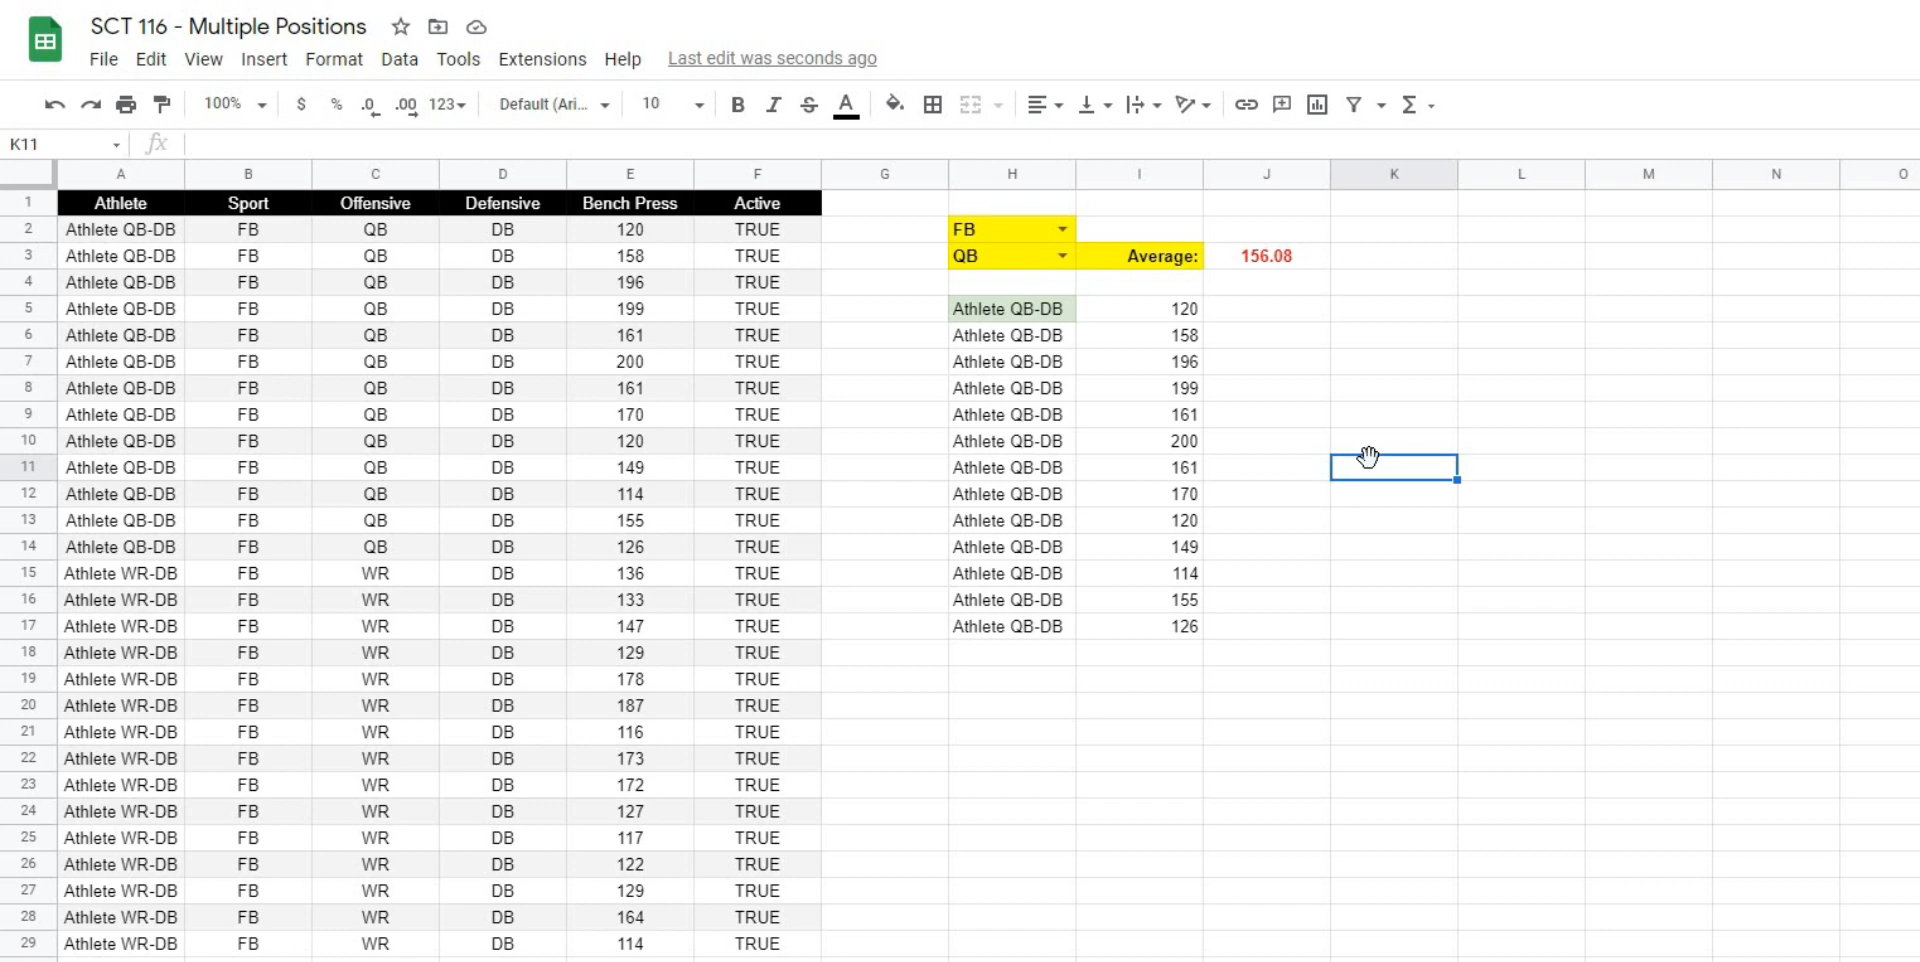 SCT 116 - Multiple Positions
File Edit View Insert Format Data Tools Extensions Help Last edit was seconds ago
100% $ % .0 .00 123 Default (Ari... 10 B I S A Σ
K11 fx
A B C D E F G H I J K L M N O
1 Athlete Sport Offensive Defensive Bench Press Active
2 Athlete QB-DB FB QB DB 120 TRUE FB
3 Athlete QB-DB FB QB DB 158 TRUE QB Average: 156.08
4 Athlete QB-DB FB QB DB 196 TRUE
5 Athlete QB-DB FB QB DB 199 TRUE Athlete QB-DB 120
6 Athlete QB-DB FB QB DB 161 TRUE Athlete QB-DB 158
7 Athlete QB-DB FB QB DB 200 TRUE Athlete QB-DB 196
8 Athlete QB-DB FB QB DB 161 TRUE Athlete QB-DB 199
9 Athlete QB-DB FB QB DB 170 TRUE Athlete QB-DB 161
10 Athlete QB-DB FB QB DB 120 TRUE Athlete QB-DB 200
11 Athlete QB-DB FB QB DB 149 TRUE Athlete QB-DB 161
12 Athlete QB-DB FB QB DB 114 TRUE Athlete QB-DB 170
13 Athlete QB-DB FB QB DB 155 TRUE Athlete QB-DB 120
14 Athlete QB-DB FB QB DB 126 TRUE Athlete QB-DB 149
15 Athlete WR-DB FB WR DB 136 TRUE Athlete QB-DB 114
16 Athlete WR-DB FB WR DB 133 TRUE Athlete QB-DB 155
17 Athlete WR-DB FB WR DB 147 TRUE Athlete QB-DB 126
18 Athlete WR-DB FB WR DB 129 TRUE
19 Athlete WR-DB FB WR DB 178 TRUE
20 Athlete WR-DB FB WR DB 187 TRUE
21 Athlete WR-DB FB WR DB 116 TRUE
22 Athlete WR-DB FB WR DB 173 TRUE
23 Athlete WR-DB FB WR DB 172 TRUE
24 Athlete WR-DB FB WR DB 127 TRUE
25 Athlete WR-DB FB WR DB 117 TRUE
26 Athlete WR-DB FB WR DB 122 TRUE
27 Athlete WR-DB FB WR DB 129 TRUE
28 Athlete WR-DB FB WR DB 164 TRUE
29 Athlete WR-DB FB WR DB 114 TRUE